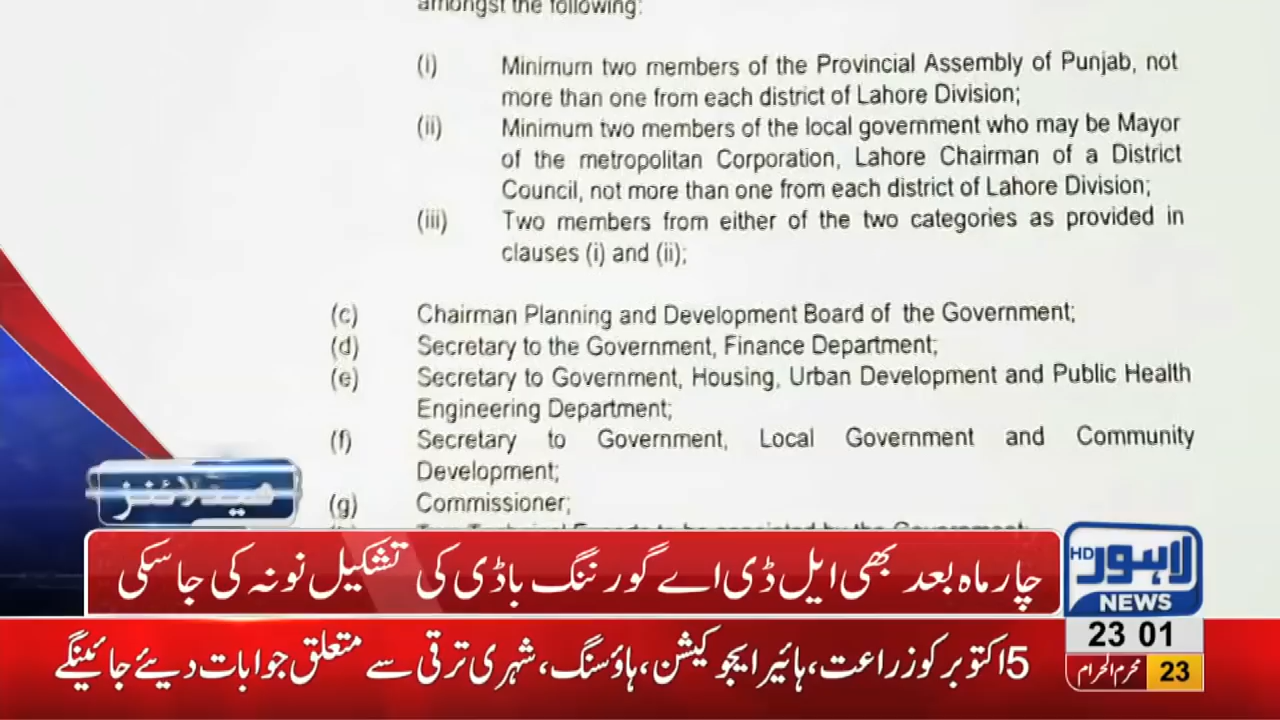 amongst the following:
(i) Minimum two members of the Provincial Assembly of Punjab, not
more than one from each district of Lahore Division;
(ii) Minimum two members of the local government who may be Mayor
of the metropolitan Corporation, Lahore Chairman of a District
Council, not more than one from each district of Lahore Division;
(iii) Two members from either of the two categories as provided in
clauses (i) and (ii);
(c) Chairman Planning and Development Board of the Government;
(d) Secretary to the Government, Finance Department;
(e) Secretary to Government, Housing, Urban Development and Public Health
Engineering Department;
(f) Secretary to Government, Local Government and Community
Development;
(g) Commissioner;
ہیڈلائنز
چار ماہ بعد بھی ایل ڈی اے گورننگ باڈی کی تشکیل نو نہ کی جاسکی
HD لاہور
NEWS
23 01
5 اکتوبر کو زراعت، ہائیر ایجوکیشن، ہاؤسنگ، شہری ترقی سے متعلق جوابات دیئے جائینگے
محرم الحرام 23